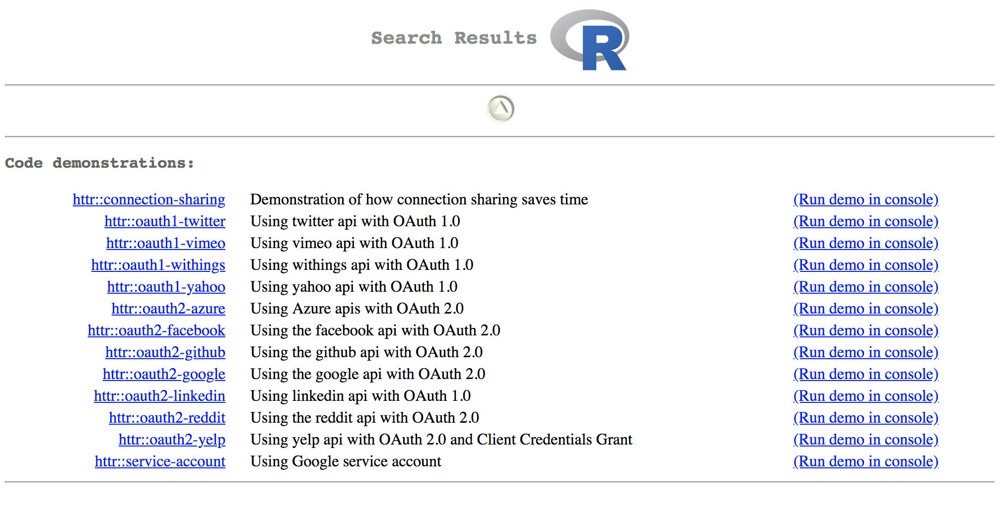 Search Results R
Code demonstrations:
httr::connection-sharing Demonstration of how connection sharing saves time (Run demo in console)
httr::oauth1-twitter Using twitter api with OAuth 1.0 (Run demo in console)
httr::oauth1-vimeo Using vimeo api with OAuth 1.0 (Run demo in console)
httr::oauth1-withings Using withings api with OAuth 1.0 (Run demo in console)
httr::oauth1-yahoo Using yahoo api with OAuth 1.0 (Run demo in console)
httr::oauth2-azure Using Azure apis with OAuth 2.0 (Run demo in console)
httr::oauth2-facebook Using the facebook api with OAuth 2.0 (Run demo in console)
httr::oauth2-github Using the github api with OAuth 2.0 (Run demo in console)
httr::oauth2-google Using the google api with OAuth 2.0 (Run demo in console)
httr::oauth2-linkedin Using linkedin api with OAuth 1.0 (Run demo in console)
httr::oauth2-reddit Using the reddit api with OAuth 2.0 (Run demo in console)
httr::oauth2-yelp Using yelp api with OAuth 2.0 and Client Credentials Grant (Run demo in console)
httr::service-account Using Google service account (Run demo in console)